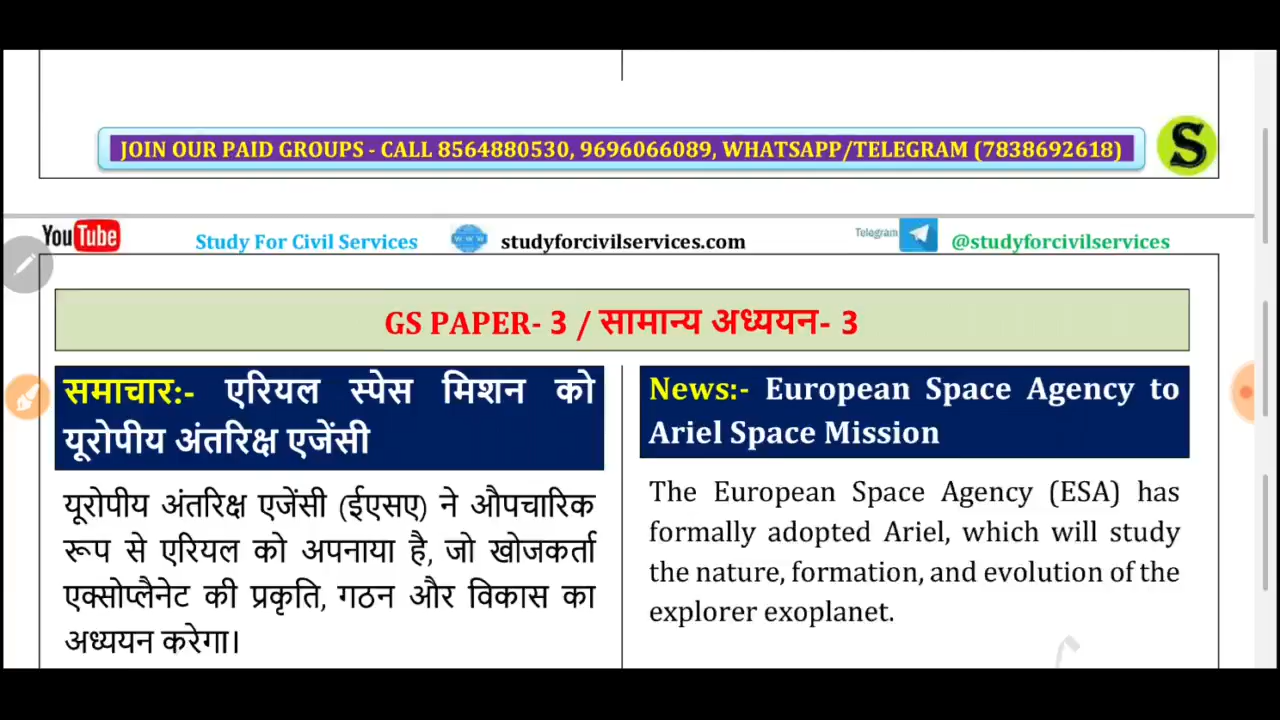 JOIN OUR PAID GROUPS - CALL 8564880530, 9696066089, WHATSAPP/TELEGRAM (7838692618)
S
YouTube
Study For Civil Services
WWW
studyforcivilservices.com
Telegram
@studyforcivilservices
GS PAPER- 3 / सामान्य अध्ययन- 3
समाचार:- एरियल स्पेस मिशन को
यूरोपीय अंतरिक्ष एजेंसी
यूरोपीय अंतरिक्ष एजेंसी (ईएसए) ने औपचारिक
रूप से एरियल को अपनाया है, जो खोजकर्ता
एक्सोप्लैनेट की प्रकृति, गठन और विकास का
अध्ययन करेगा।
News:- European Space Agency to
Ariel Space Mission
The European Space Agency (ESA) has
formally adopted Ariel, which will study
the nature, formation, and evolution of the
explorer exoplanet.